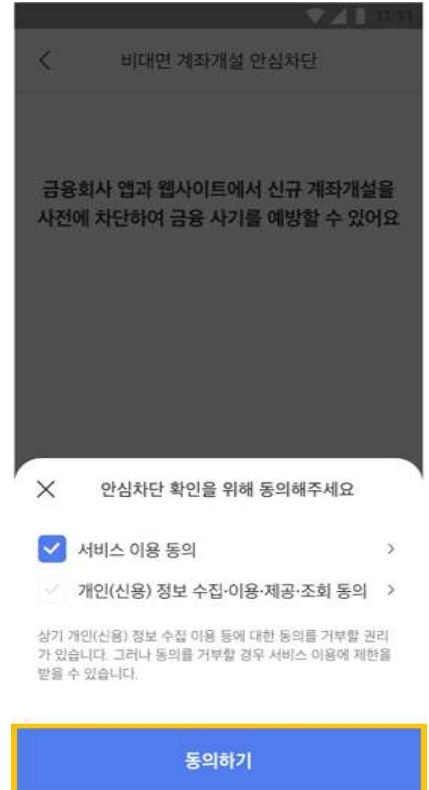 11:11
비대면 계좌개설 안심차단
금융회사 앱과 웹사이트에서 신규 계좌개설을
사전에 차단하여 금융 사기를 예방할 수 있어요
안심차단 확인을 위해 동의해주세요
서비스 이용 동의
개인(신용) 정보 수집·이용·제공·조회 동의
상기 개인(신용) 정보 수집 이용 등에 대한 동의를 거부할 권리
가 있습니다. 그러나 동의를 거부할 경우 서비스 이용에 제한을
받을 수 있습니다.
동의하기